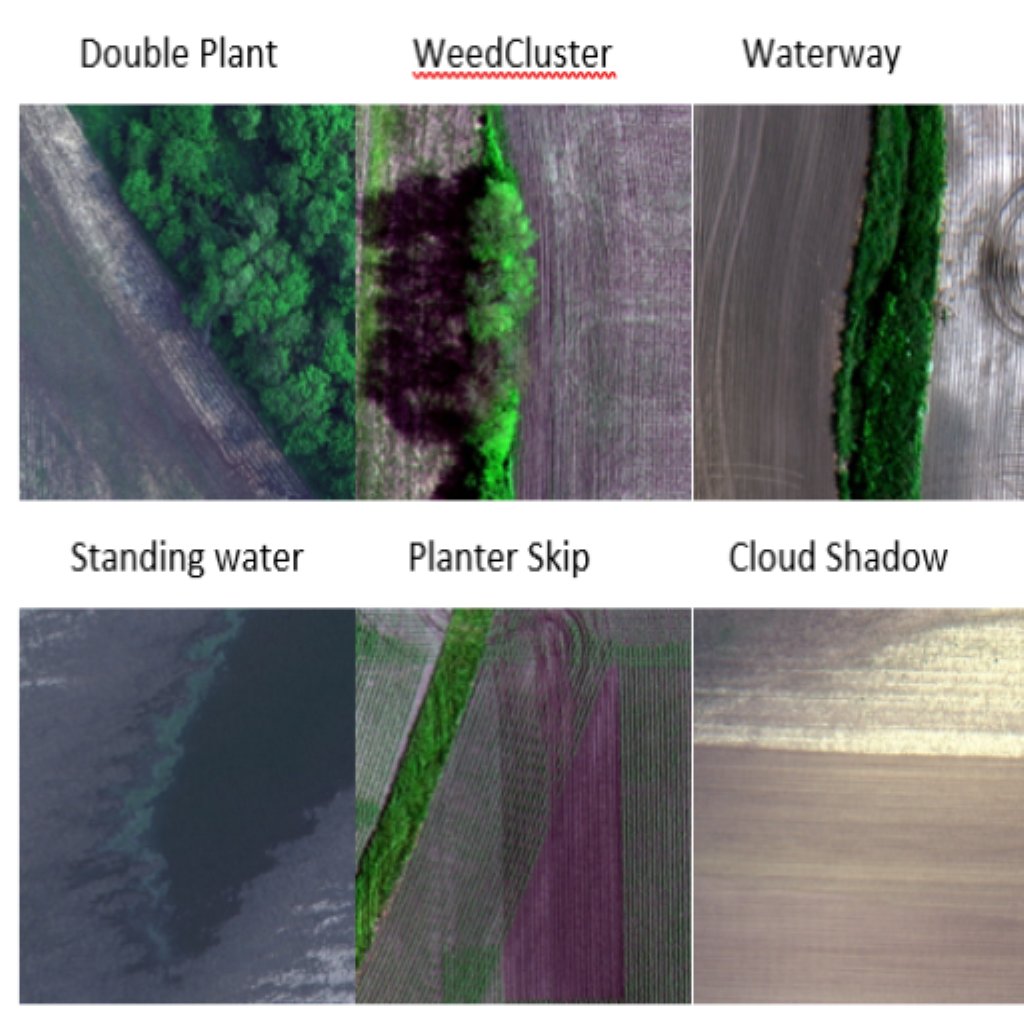 Double Plant
WeedCluster
Waterway
Standing water
Planter Skip
Cloud Shadow